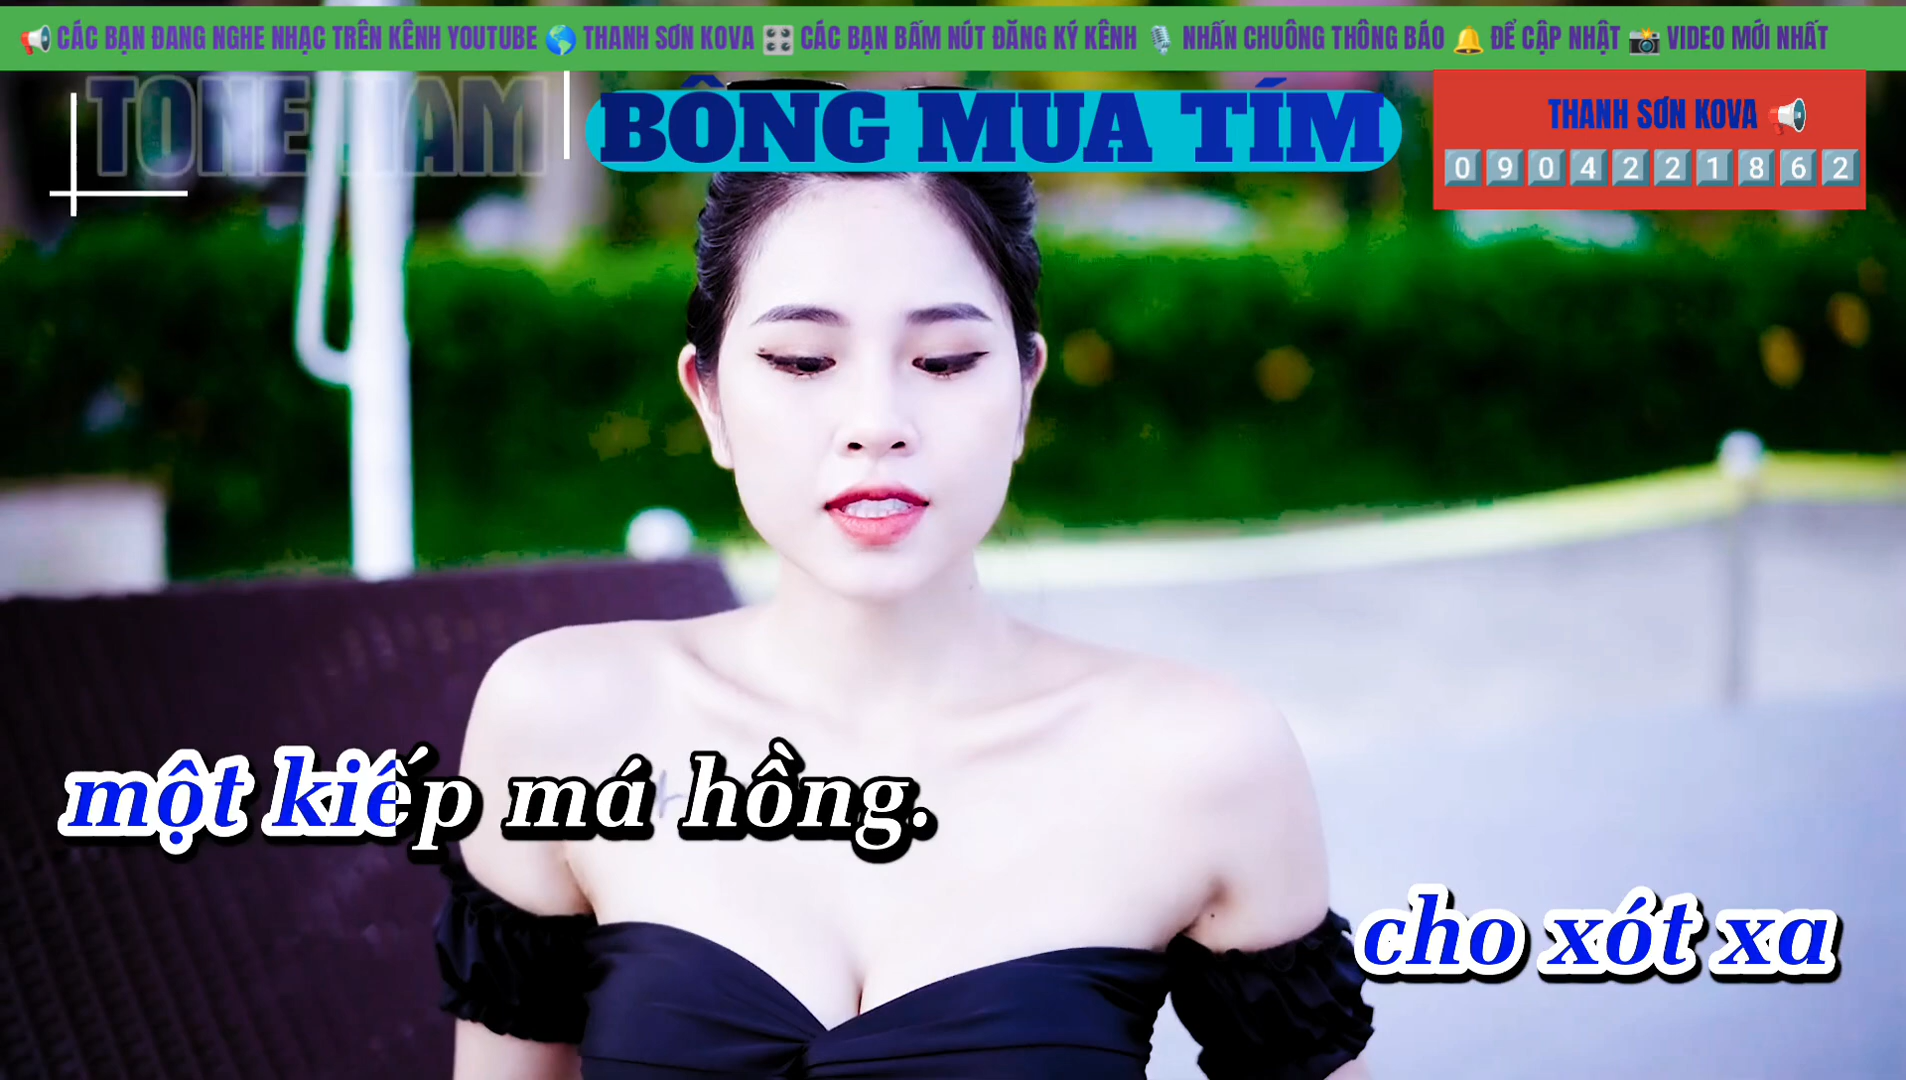 📢 CÁC BẠN ĐANG NGHE NHẠC TRÊN KÊNH YOUTUBE 🌎 THANH SƠN KOVA 🎛️ CÁC BẠN BẤM NÚT ĐĂNG KÝ KÊNH 🎙️ NHẤN CHUÔNG THÔNG BÁO 🔔 ĐỂ CẬP NHẬT 📸 VIDEO MỚI NHẤT
TONE NAM
BÔNG MUA TÍM
THANH SƠN KOVA 📢
0904221862
một kiếp má hồng.
cho xót xa